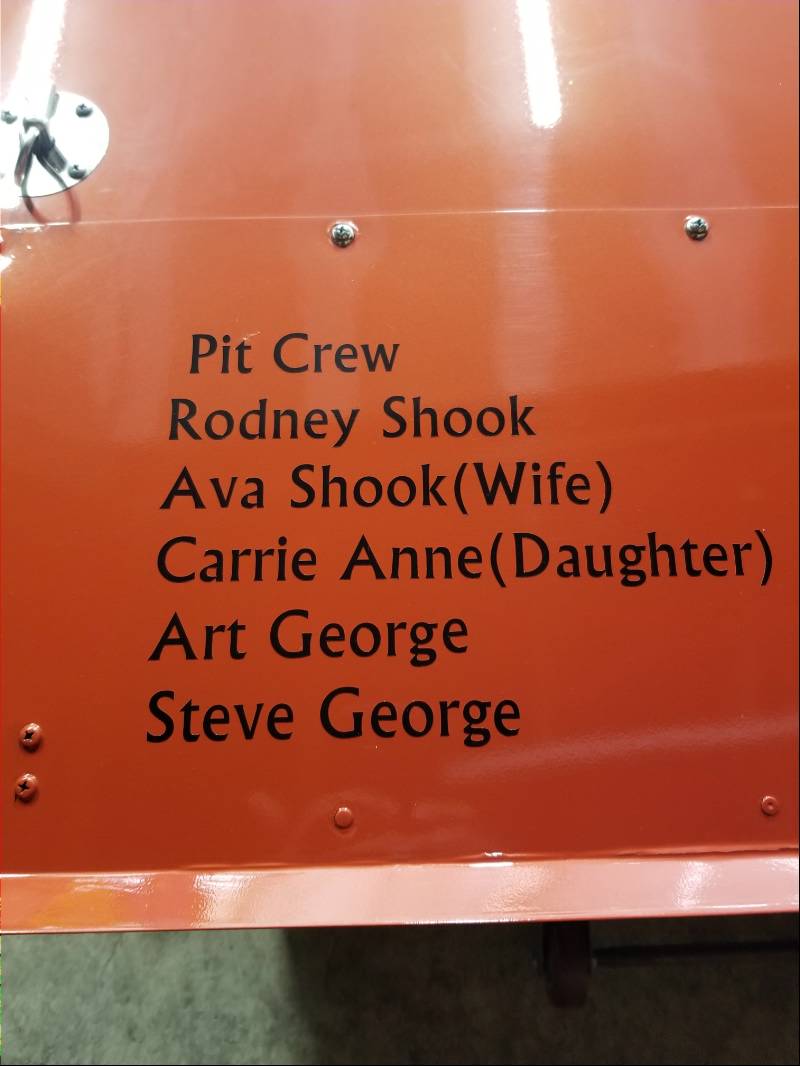 Pit Crew
Rodney Shook
Ava Shook(Wife)
Carrie Anne(Daughter)
Art George
Steve George